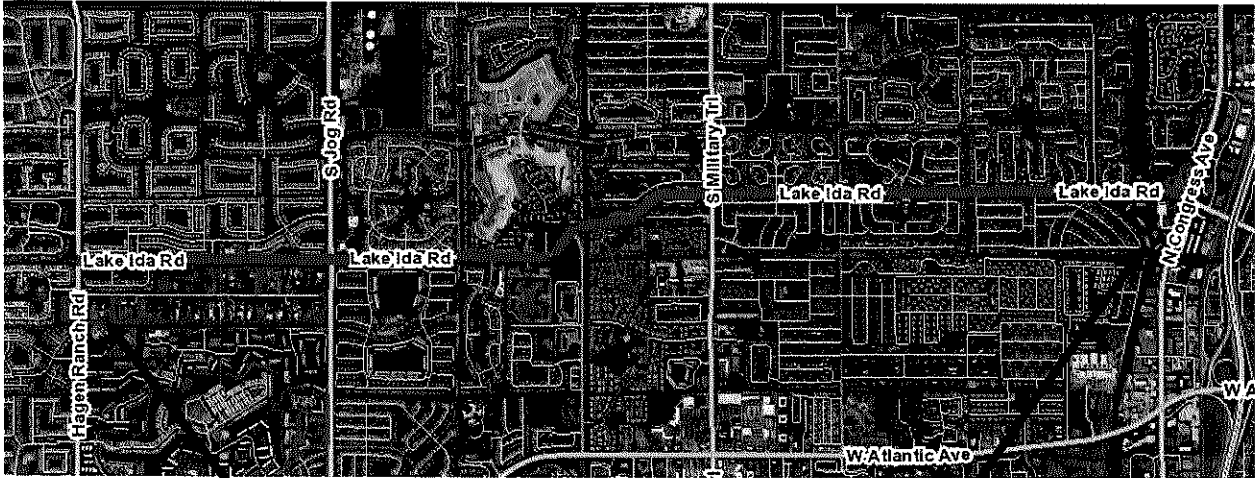 S Jog Rd
S Military Trl
N Congress Ave
Lake Ida Rd
Lake Ida Rd
Lake Ida Rd
Lake Ida Rd
Hagen Ranch Rd
W Atlantic Ave